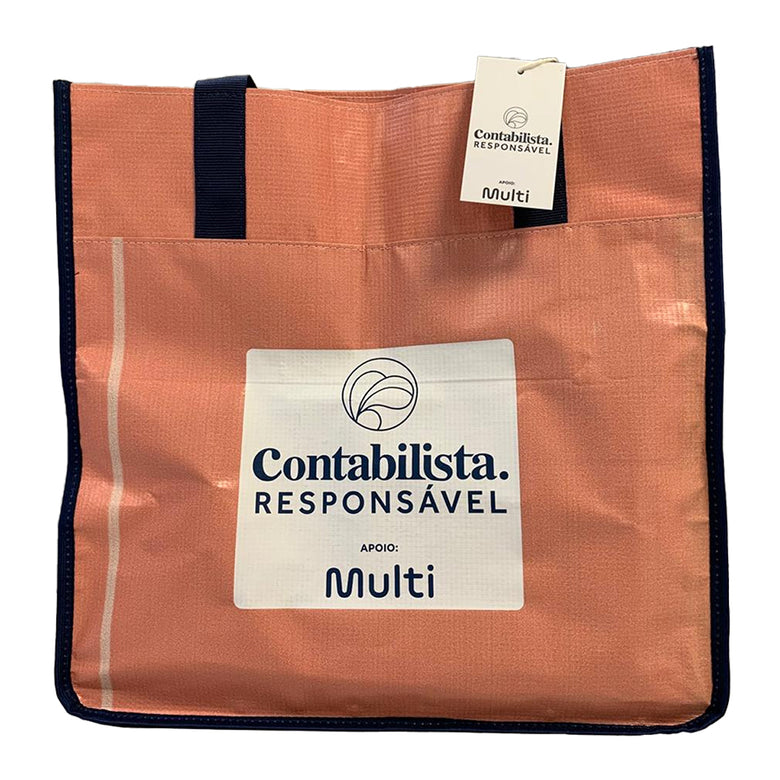 Contabilista.
RESPONSÁVEL
APOIO:
Multi
Contabilista.
RESPONSÁVEL
APOIO:
Multi